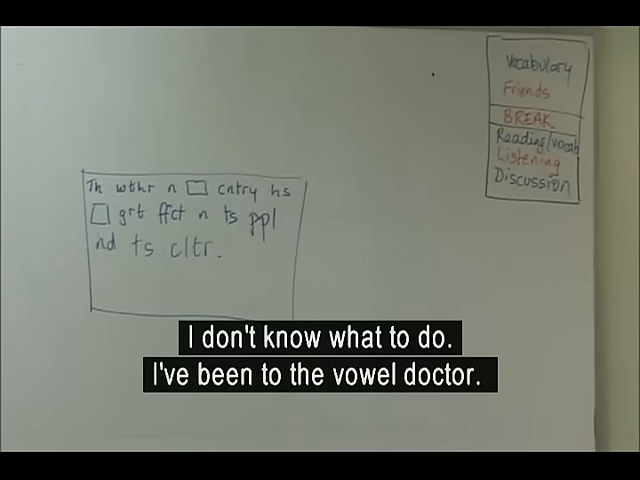 Vocabulary
Friends
BREAK
Reading/vocab
Listening
Discussion
Th wthr n cntry hs
grt ffct n ts ppl
nd ts cltr.
I don't know what to do.
I've been to the vowel doctor.